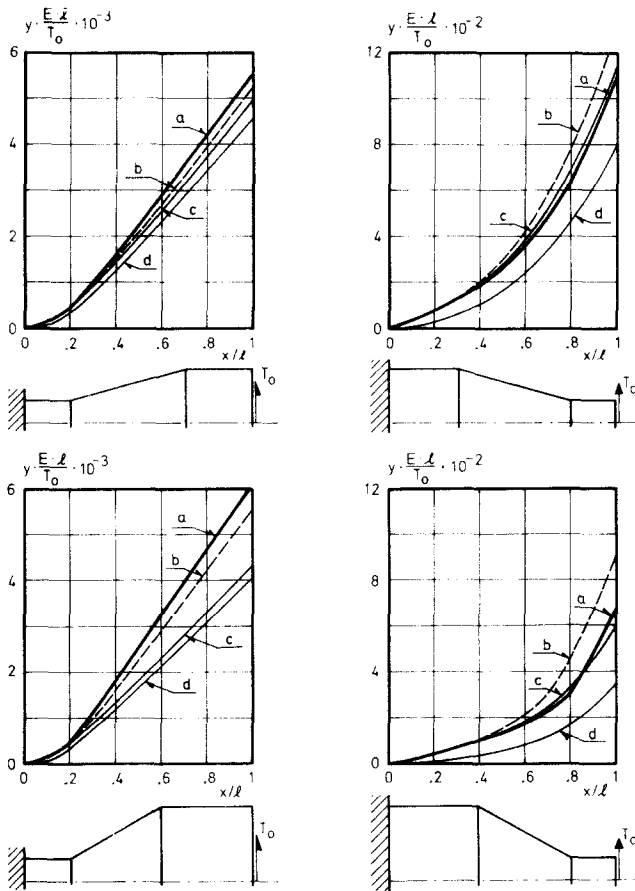 y · E · ℓ / T₀ · 10⁻³
6
4
2
0
a
b
c
d
0 .2 .4 .6 .8 1
x/ℓ
T₀
y · E · ℓ / T₀ · 10⁻²
12
8
4
0
a
b
c
d
0 .2 .4 .6 .8 1
x/ℓ
T₀
y · E · ℓ / T₀ · 10⁻³
6
4
2
0
a
b
c
d
0 .2 .4 .6 .8 1
x/ℓ
T₀
y · E · ℓ / T₀ · 10⁻²
12
8
4
0
a
b
c
d
0 .2 .4 .6 .8 1
x/ℓ
T₀